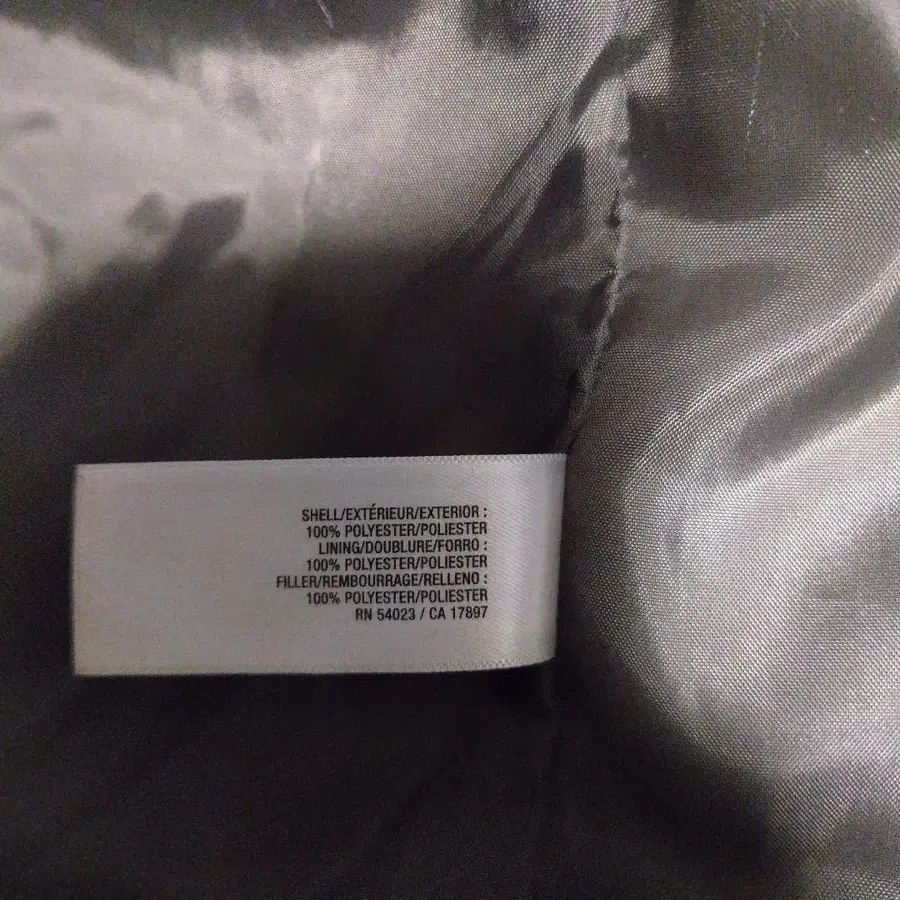 SHELL/EXTÉRIEUR/EXTERIOR :
100% POLYESTER/POLIESTER
LINING/DOUBLURE/FORRO :
100% POLYESTER/POLIESTER
FILLER/REMBOURRAGE/RELLENO :
100% POLYESTER/POLIESTER
RN 54023 / CA 17897